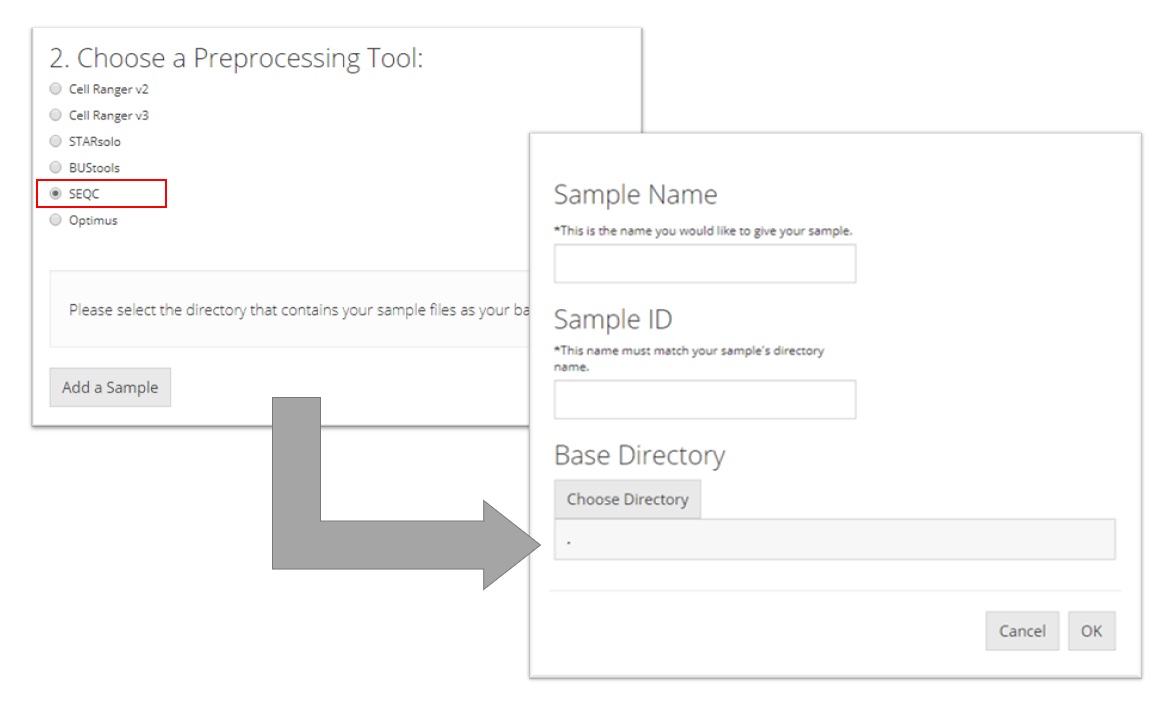 2. Choose a Preprocessing Tool:
Cell Ranger v2
Cell Ranger v3
STARsolo
BUStools
SEQC
Optimus
Please select the directory that contains your sample files as your ba
Add a Sample
Sample Name
*This is the name you would like to give your sample.
Sample ID
*This name must match your sample's directory
name.
Base Directory
Choose Directory
.
Cancel
OK